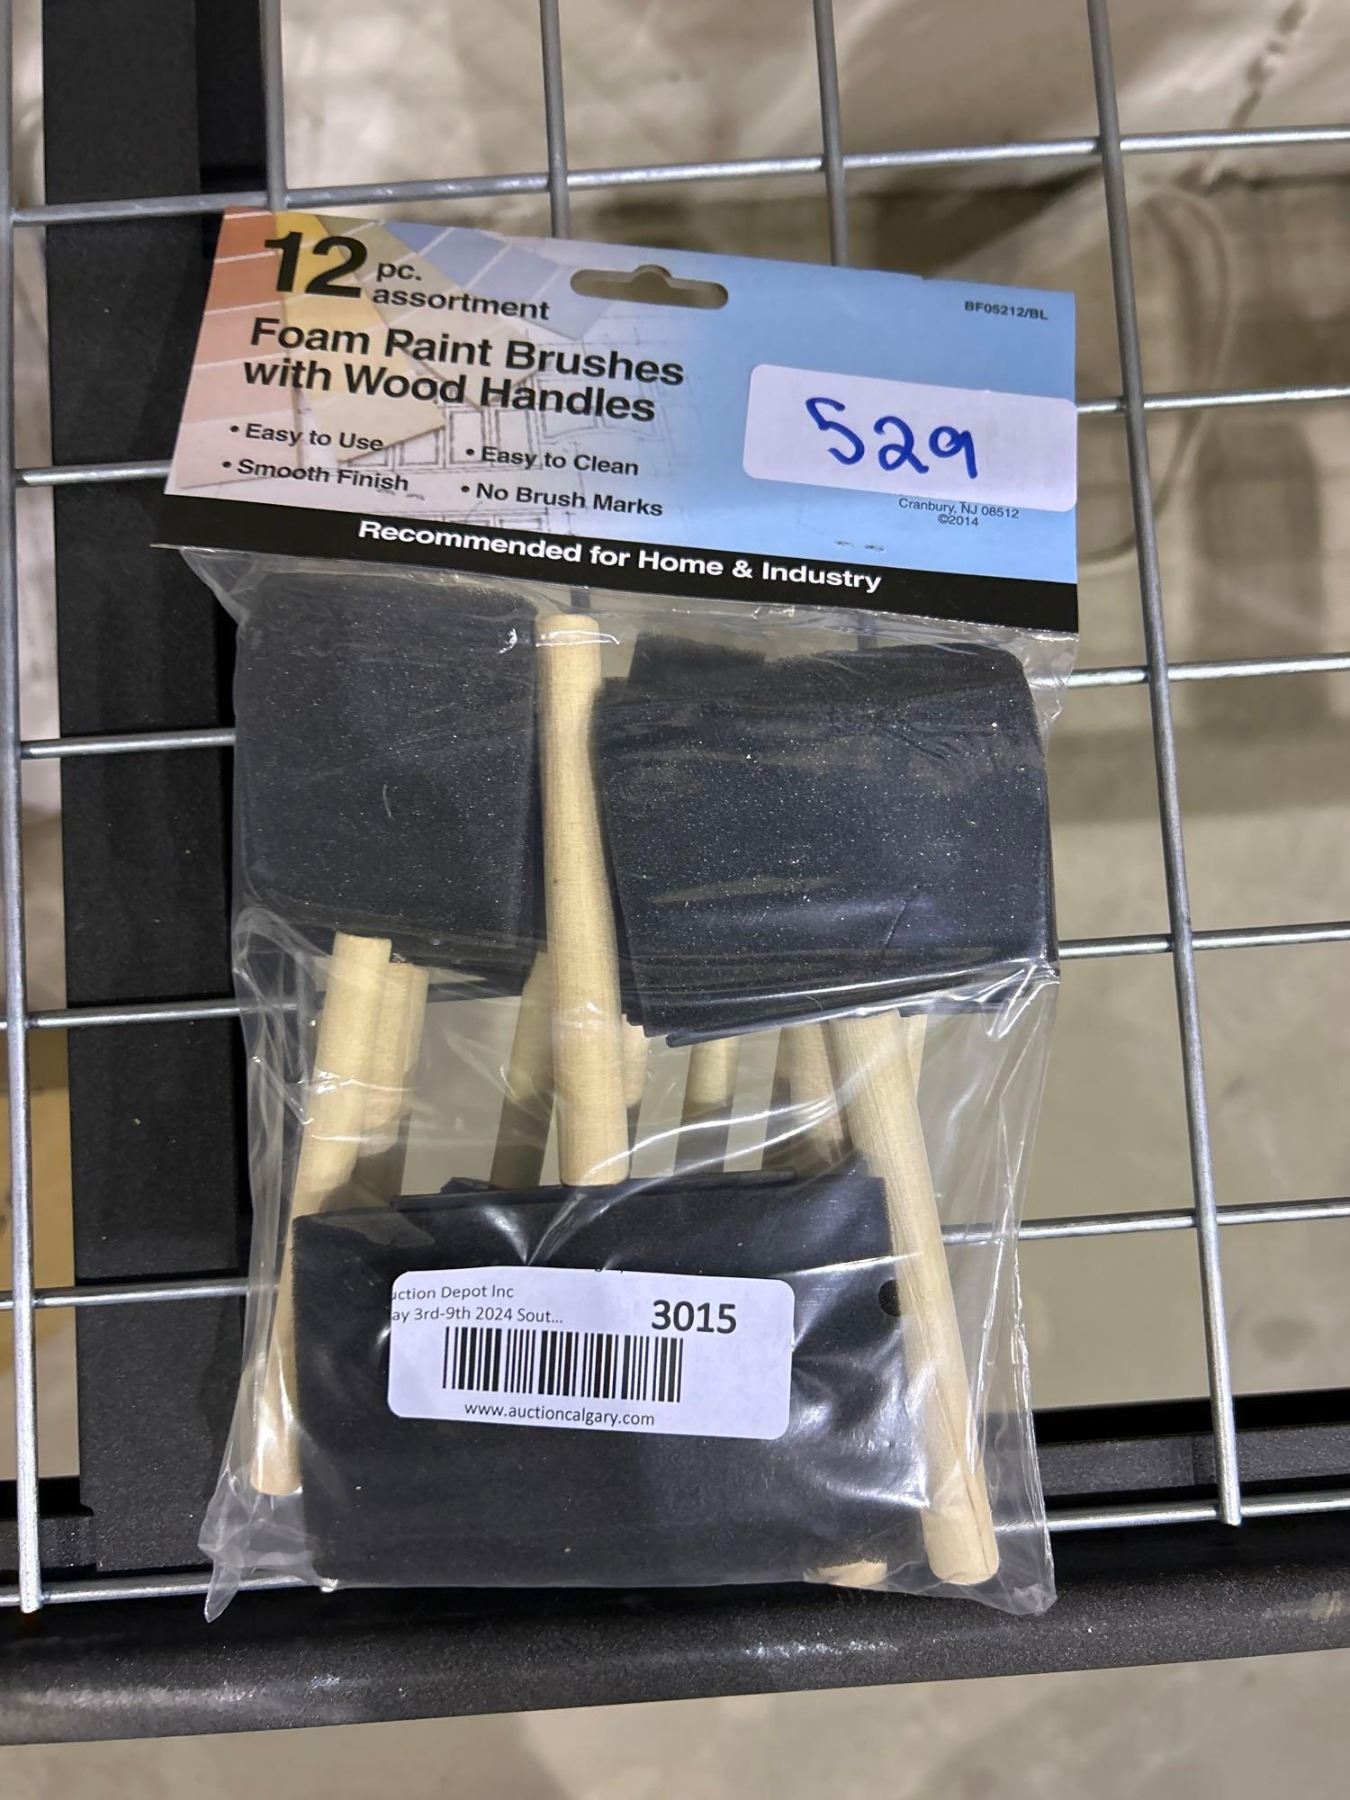 12 pc.
assortment
BF05212/BL
Foam Paint Brushes
with Wood Handles
• Easy to Use
• Easy to Clean
• Smooth Finish
• No Brush Marks
529
Cranbury, NJ 08512
©2014
Recommended for Home & Industry
uction Depot Inc
ay 3rd-9th 2024 Sout...
3015
www.auctioncalgary.com